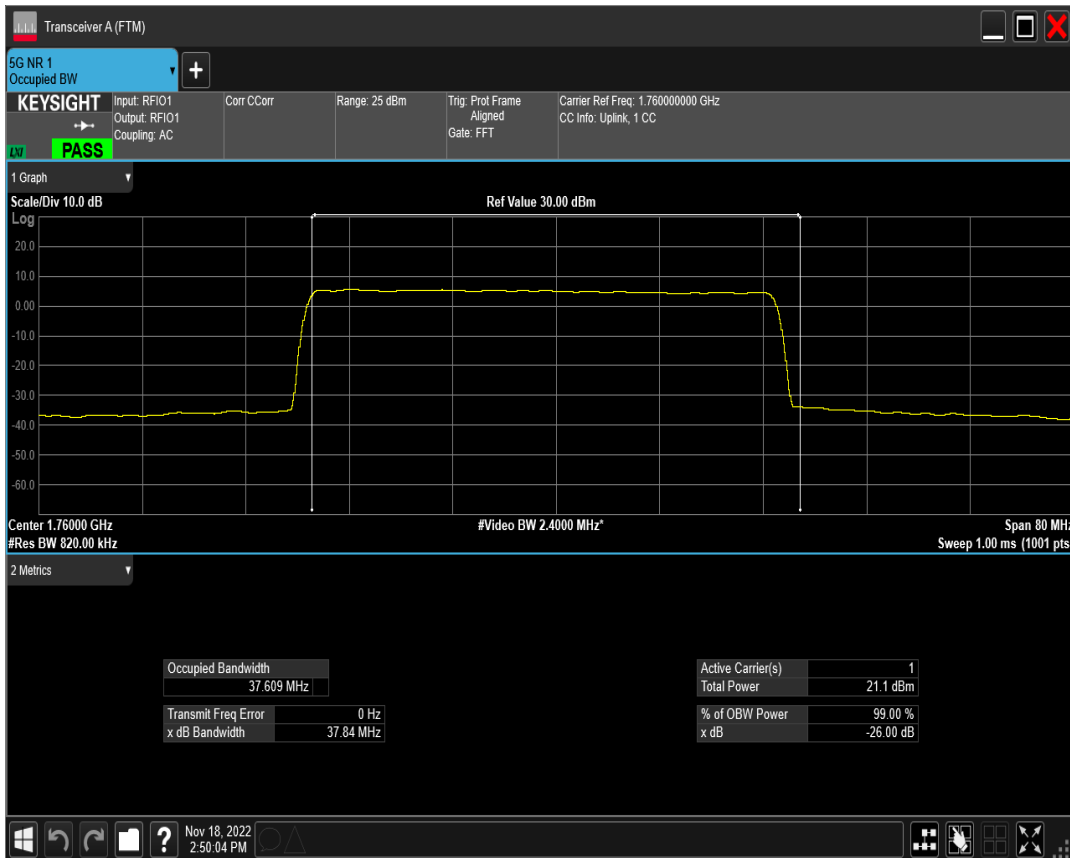 Transceiver A (FTM)
5G NR 1
Occupied BW
+
KEYSIGHT
LXI
PASS
Input: RFIO1
Output: RFIO1
Coupling: AC
Corr CCorr
Range: 25 dBm
Trig: Prot Frame
Aligned
Gate: FFT
Carrier Ref Freq: 1.760000000 GHz
CC Info: Uplink, 1 CC
1 Graph
Scale/Div 10.0 dB
Ref Value 30.00 dBm
Log
20.0
10.0
0.00
-10.0
-20.0
-30.0
-40.0
-50.0
-60.0
Center 1.76000 GHz
#Video BW 2.4000 MHz*
Span 80 MHz
#Res BW 820.00 kHz
Sweep 1.00 ms (1001 pts
2 Metrics
Occupied Bandwidth
37.609 MHz
Transmit Freq Error 0 Hz
x dB Bandwidth 37.84 MHz
Active Carrier(s) 1
Total Power 21.1 dBm
% of OBW Power 99.00 %
x dB -26.00 dB
?
Nov 18, 2022
2:50:04 PM